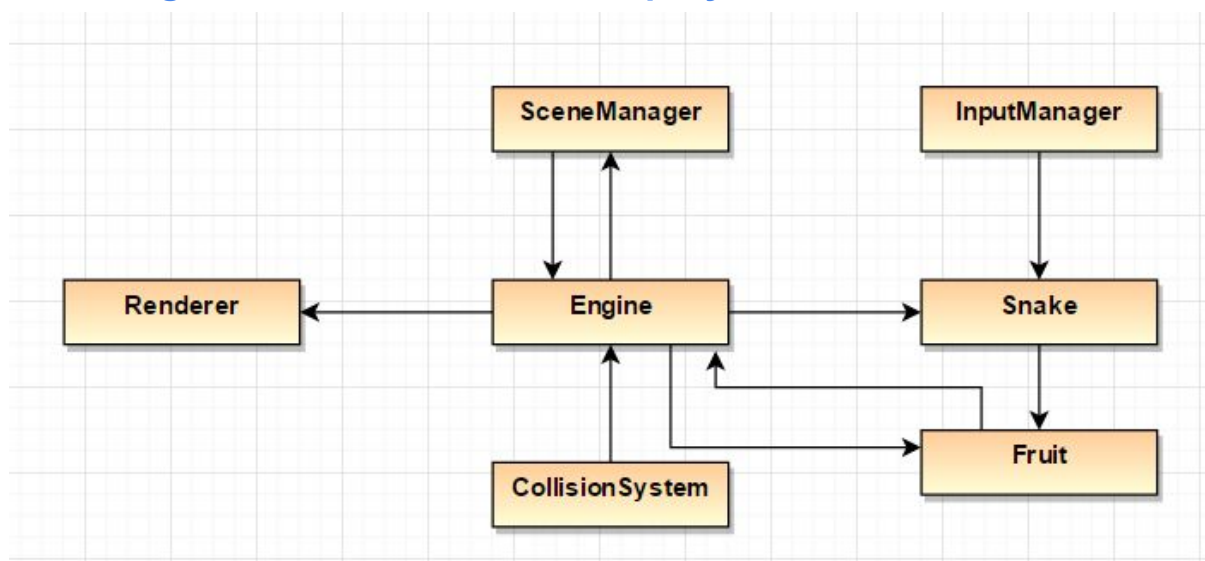 SceneManager
InputManager
Renderer
Engine
Snake
Fruit
CollisionSystem